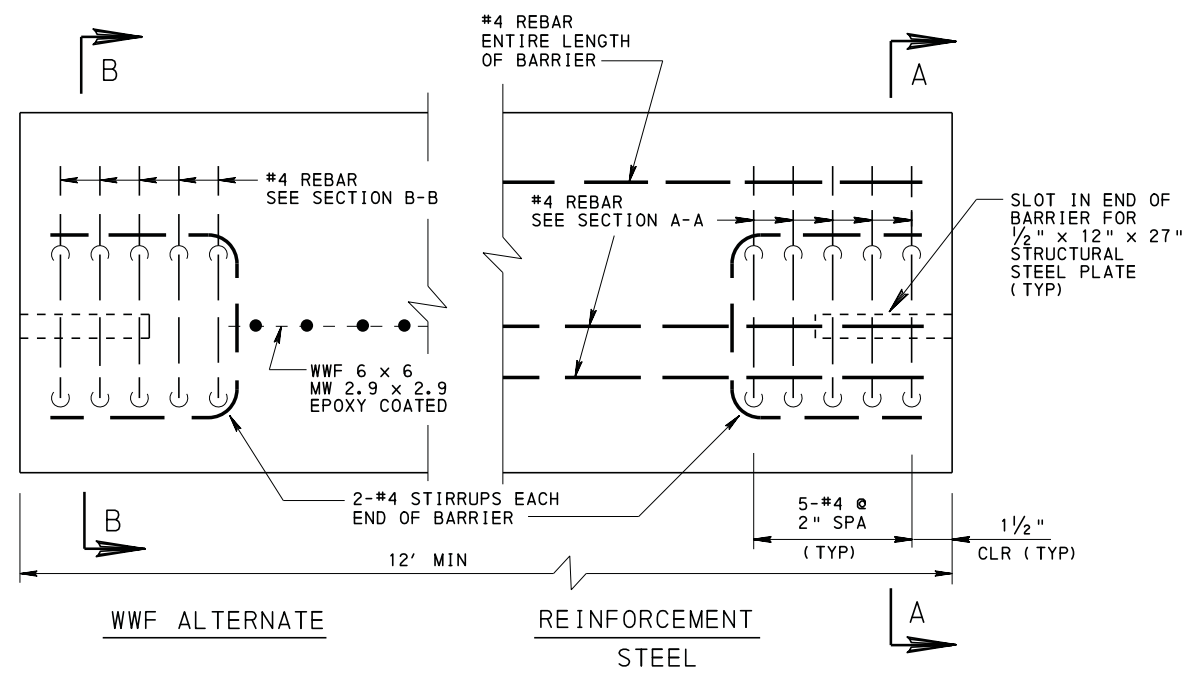 #4 REBAR
ENTIRE LENGTH
OF BARRIER
B
A
#4 REBAR
SEE SECTION B-B
#4 REBAR
SEE SECTION A-A
SLOT IN END OF
BARRIER FOR
½" x 12" x 27"
STRUCTURAL
STEEL PLATE
(TYP)
WWF 6 x 6
MW 2.9 x 2.9
EPOXY COATED
2-#4 STIRRUPS EACH
END OF BARRIER
5-#4 @
2" SPA
(TYP)
1½"
CLR (TYP)
B
12' MIN
A
WWF ALTERNATE
REINFORCEMENT
STEEL